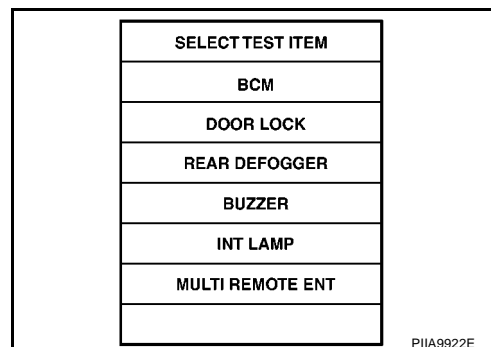 SELECT TEST ITEM
BCM
DOOR LOCK
REAR DEFOGGER
BUZZER
INT LAMP
MULTI REMOTE ENT
PIIA9922E